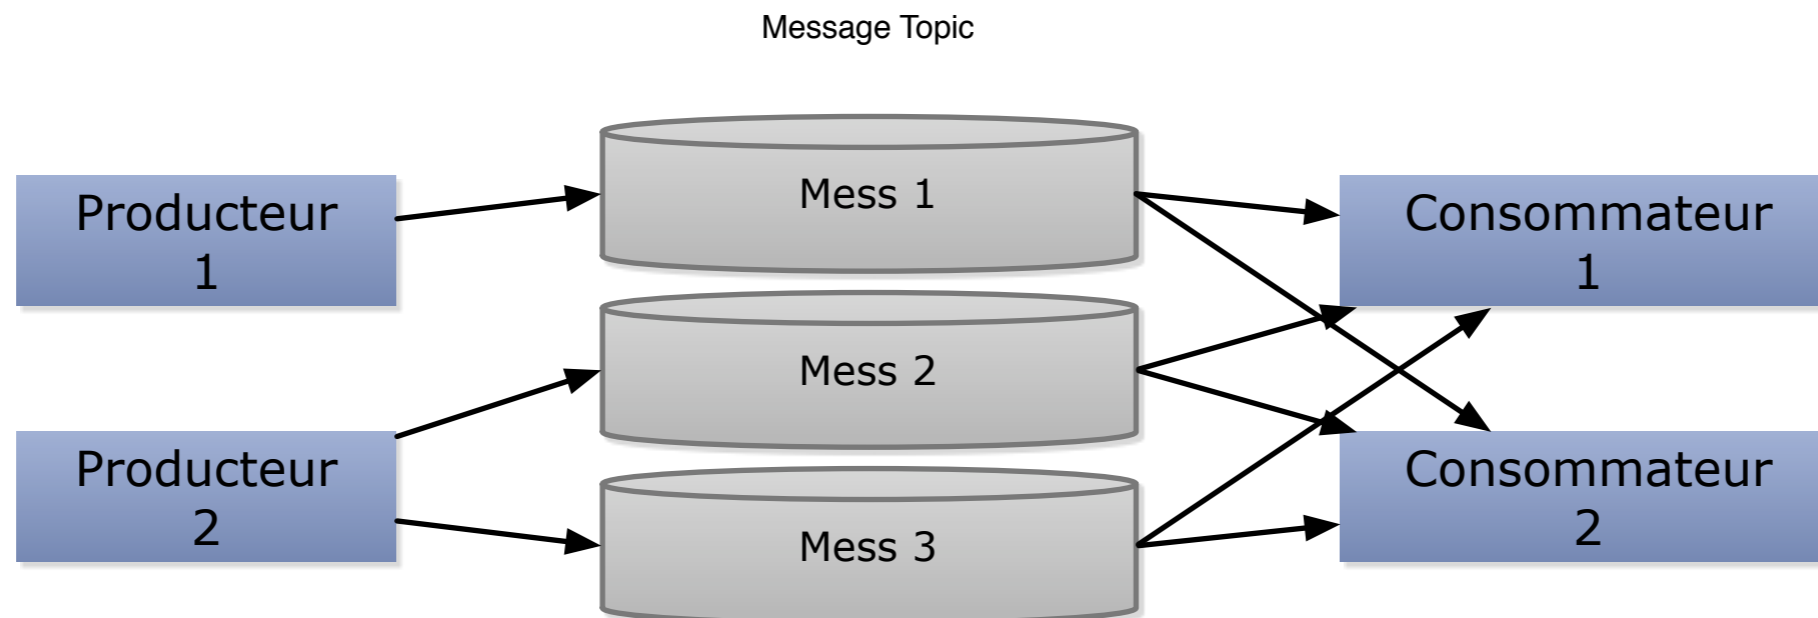 Message Topic
Producteur
1
Producteur
2
Mess 1
Mess 2
Mess 3
Consommateur
1
Consommateur
2